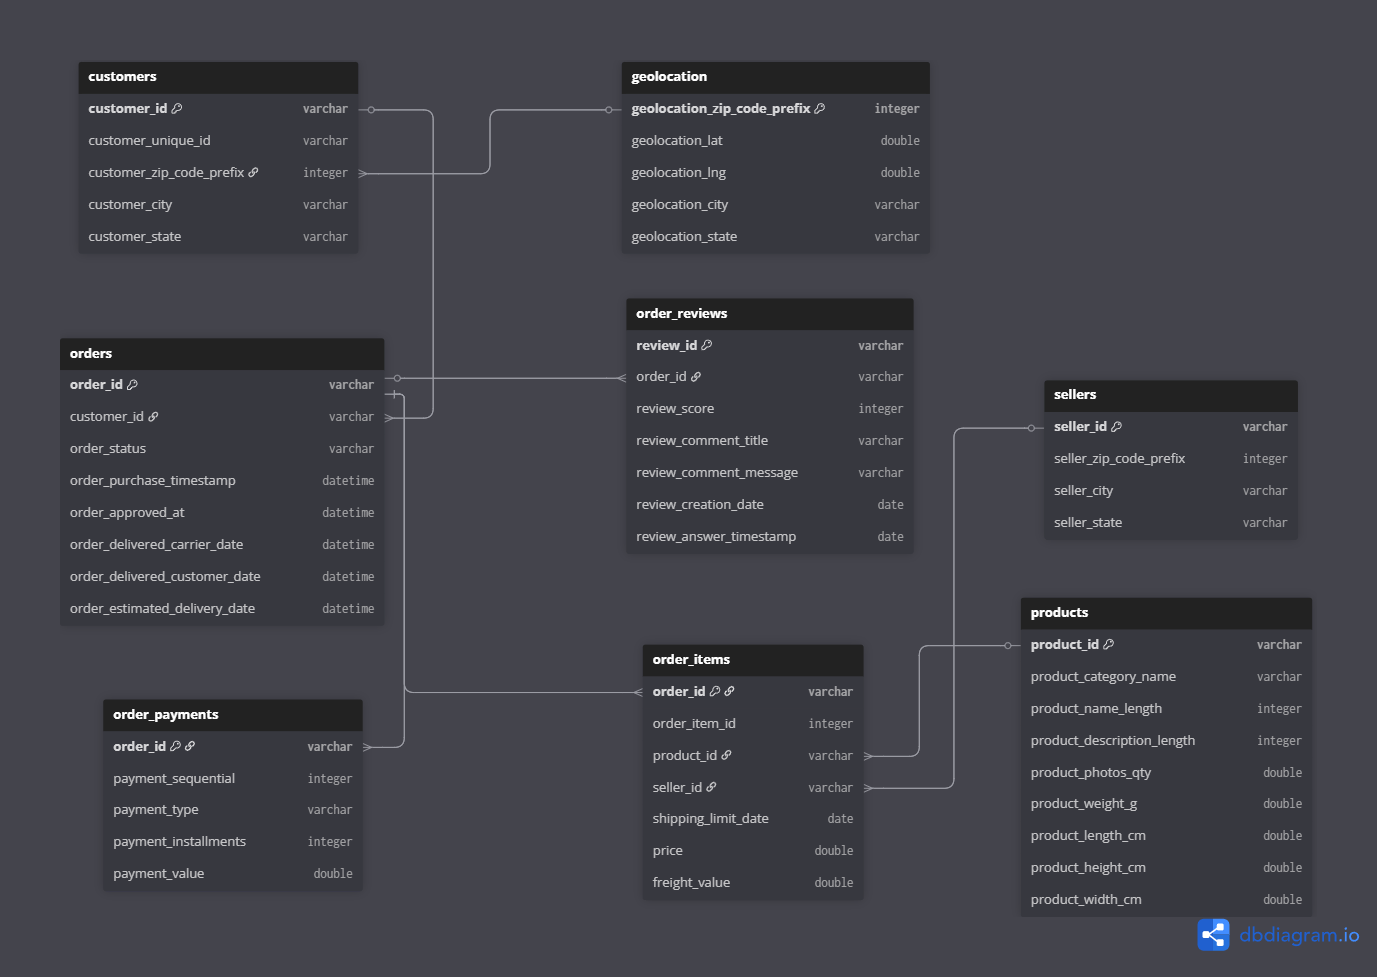 customers
customer_id varchar
customer_unique_id varchar
customer_zip_code_prefix integer
customer_city varchar
customer_state varchar
geolocation
geolocation_zip_code_prefix integer
geolocation_lat double
geolocation_lng double
geolocation_city varchar
geolocation_state varchar
orders
order_id varchar
customer_id varchar
order_status varchar
order_purchase_timestamp datetime
order_approved_at datetime
order_delivered_carrier_date datetime
order_delivered_customer_date datetime
order_estimated_delivery_date datetime
order_reviews
review_id varchar
order_id varchar
review_score integer
review_comment_title varchar
review_comment_message varchar
review_creation_date date
review_answer_timestamp date
sellers
seller_id varchar
seller_zip_code_prefix integer
seller_city varchar
seller_state varchar
order_payments
order_id varchar
payment_sequential integer
payment_type varchar
payment_installments integer
payment_value double
order_items
order_id varchar
order_item_id integer
product_id varchar
seller_id varchar
shipping_limit_date date
price double
freight_value double
products
product_id varchar
product_category_name varchar
product_name_length integer
product_description_length integer
product_photos_qty double
product_weight_g double
product_length_cm double
product_height_cm double
product_width_cm double
dbdiagram.io